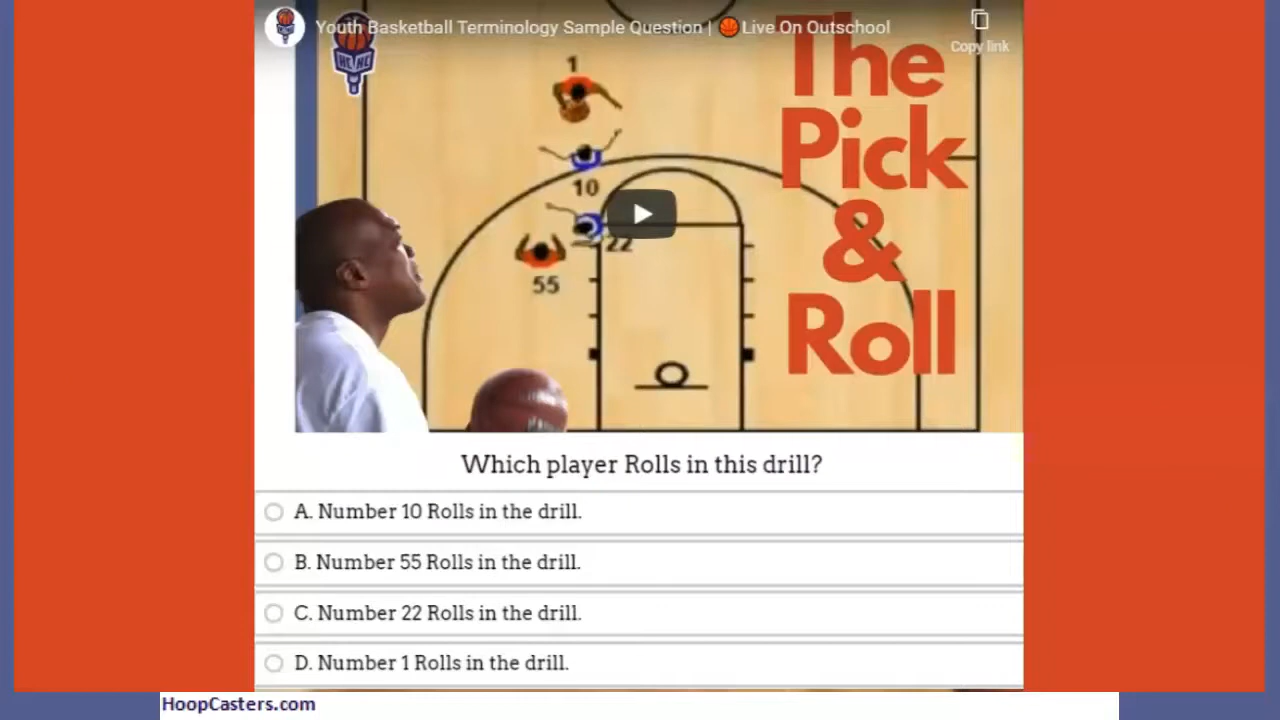 Youth Basketball Terminology Sample Question | 🏀Live On Outschool
Copy link
HC HC
The
Pick
&
Roll
1
10
22
55
Which player Rolls in this drill?
A. Number 10 Rolls in the drill.
B. Number 55 Rolls in the drill.
C. Number 22 Rolls in the drill.
D. Number 1 Rolls in the drill.
HoopCasters.com